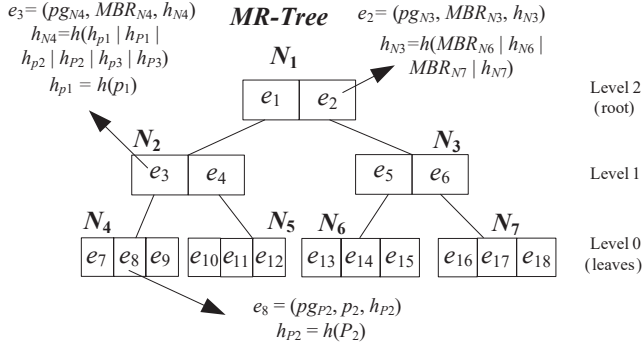 e3= (pgN4, MBRN4, hN4)
hN4=h(hp1 | hP1 |
hp2 | hP2 | hp3 | hP3)
hp1 = h(p1)
MR-Tree
e2= (pgN3, MBRN3, hN3)
hN3=h(MBRN6 | hN6 |
MBRN7 | hN7)
N1
e1 e2
Level 2
(root)
N2
N3
e3 e4
e5 e6
Level 1
N4
N5
N6
N7
e7 e8 e9
e10 e11 e12
e13 e14 e15
e16 e17 e18
Level 0
(leaves)
e8 = (pgP2, p2, hP2)
hP2 = h(P2)